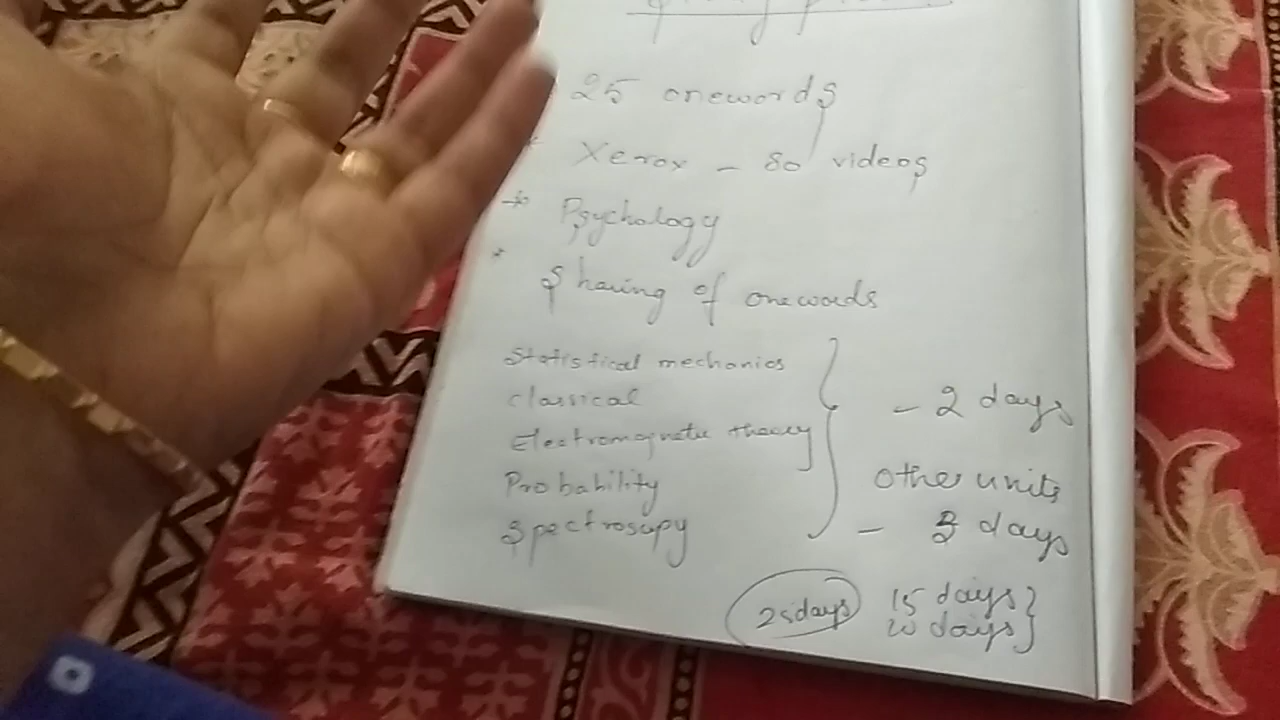 25 onewords
* Xerox - 80 videos
* Psychology
* Sharing of onewords
Statistical mechanics
classical
Electromagnetic theory
Probability
Spectroscopy
- 2 days
Other units
- 3 days
25days
15 days
20 days